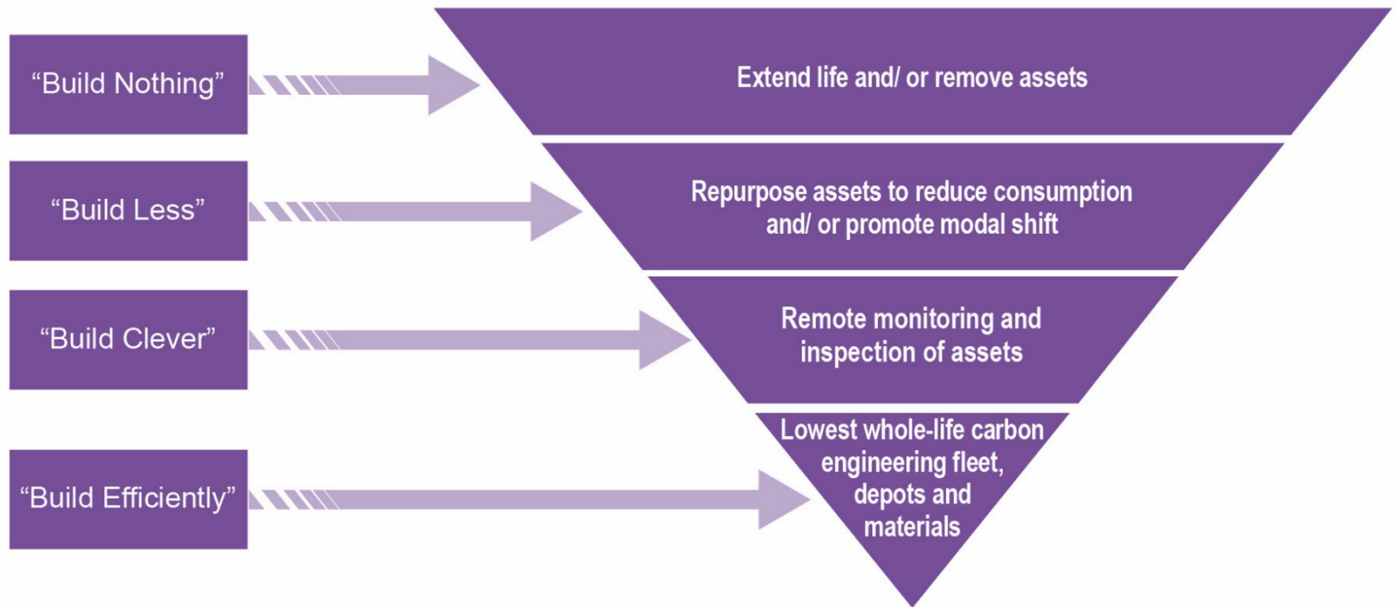 “Build Nothing”
Extend life and/ or remove assets
“Build Less”
Repurpose assets to reduce consumption
and/ or promote modal shift
“Build Clever”
Remote monitoring and
inspection of assets
“Build Efficiently”
Lowest whole-life carbon
engineering fleet,
depots and
materials